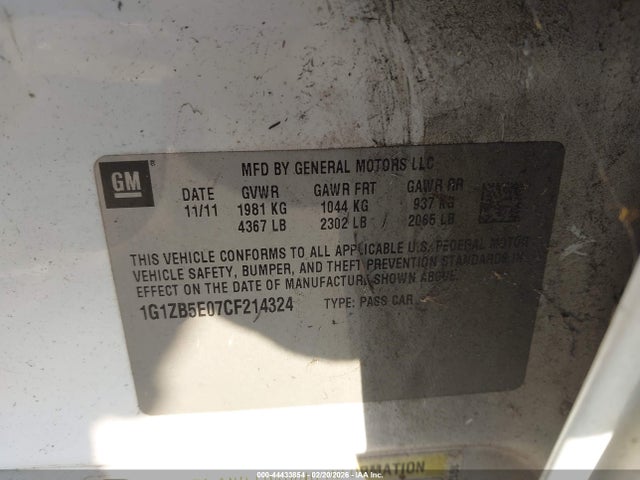 GM ®
MFD BY GENERAL MOTORS LLC
DATE GVWR GAWR FRT GAWR RR
11/11 1981 KG 1044 KG 937 KG
4367 LB 2302 LB / 2065 LB
THIS VEHICLE CONFORMS TO ALL APPLICABLE U.S. FEDERAL MOTOR
VEHICLE SAFETY, BUMPER, AND THEFT PREVENTION STANDARDS IN
EFFECT ON THE DATE OF MANUFACTURE SHOWN ABOVE.
1G1ZB5E07CF214324 TYPE: PASS CAR
000-44433854 - 02/20/2026 - IAA Inc.